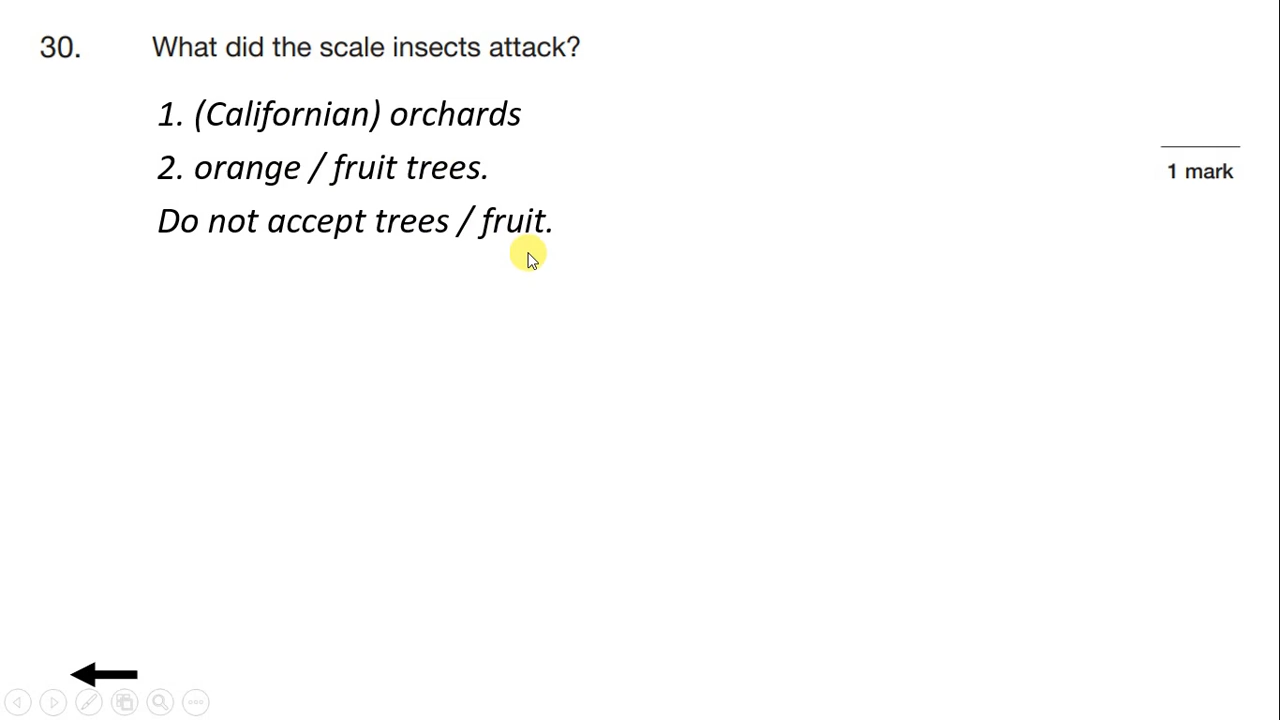 30. What did the scale insects attack?
1. (Californian) orchards
2. orange / fruit trees.
Do not accept trees / fruit.
1 mark